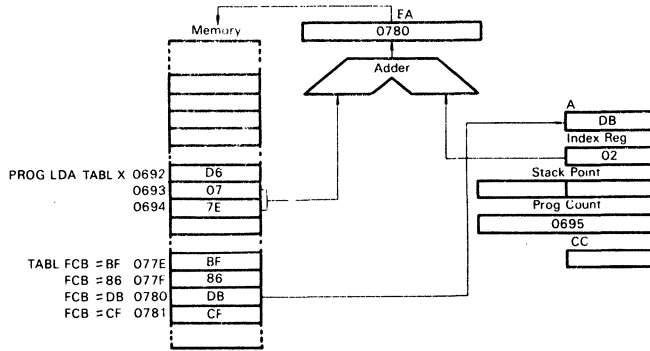 EA
Memory
0780
Adder
A
DB
Index Reg
02
Stack Point
Prog Count
0695
CC
PROG LDA TABL X 0692 D6
0693 07
0694 7E
TABL FCB = BF 077E BF
FCB = 86 077F 86
FCB = DB 0780 DB
FCB = CF 0781 CF